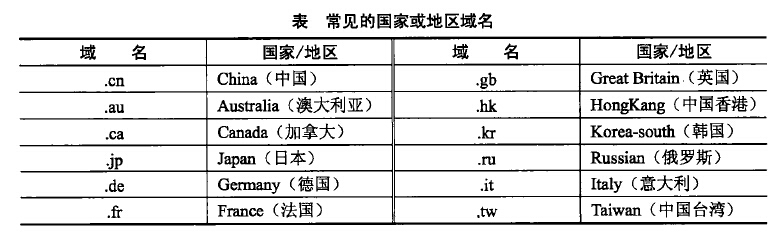 表 常见的国家或地区域名
域 名 国家/地区 域 名 国家/地区
.cn China（中国） .gb Great Britain（英国）
.au Australia（澳大利亚） .hk HongKang（中国香港）
.ca Canada（加拿大） .kr Korea-south（韩国）
.jp Japan（日本） .ru Russian（俄罗斯）
.de Germany（德国） .it Italy（意大利）
.fr France（法国） .tw Taiwan（中国台湾）